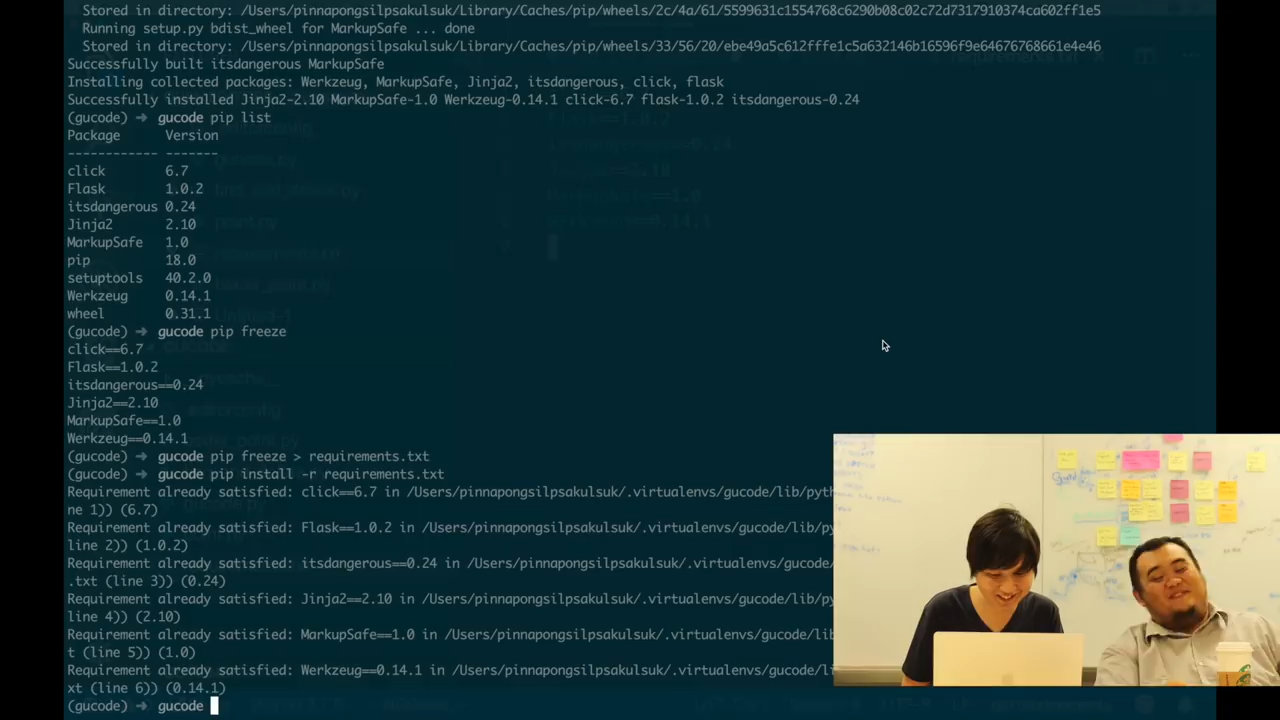 Stored in directory: /Users/pinnapongsilpsakulsuk/Library/Caches/pip/wheels/2c/4a/61/5599631c1554768c6290b08c02c72d7317910374ca602ff1e5
Running setup.py bdist_wheel for MarkupSafe ... done
Stored in directory: /Users/pinnapongsilpsakulsuk/Library/Caches/pip/wheels/33/56/20/ebe49a5c612fffe1c5a632146b16596f9e64676768661e4e46
Successfully built itsdangerous MarkupSafe
Installing collected packages: Werkzeug, MarkupSafe, Jinja2, itsdangerous, click, flask
Successfully installed Jinja2-2.10 MarkupSafe-1.0 Werkzeug-0.14.1 click-6.7 flask-1.0.2 itsdangerous-0.24
(gucode) ➜ gucode pip list
Package Version
------------ -------
click 6.7
Flask 1.0.2
itsdangerous 0.24
Jinja2 2.10
MarkupSafe 1.0
pip 18.0
setuptools 40.2.0
Werkzeug 0.14.1
wheel 0.31.1
(gucode) ➜ gucode pip freeze
click==6.7
Flask==1.0.2
itsdangerous==0.24
Jinja2==2.10
MarkupSafe==1.0
Werkzeug==0.14.1
(gucode) ➜ gucode pip freeze > requirements.txt
(gucode) ➜ gucode pip install -r requirements.txt
Requirement already satisfied: click==6.7 in /Users/pinnapongsilpsakulsuk/.virtualenvs/gucode/lib/pyth
ne 1)) (6.7)
Requirement already satisfied: Flask==1.0.2 in /Users/pinnapongsilpsakulsuk/.virtualenvs/gucode/lib/py
line 2)) (1.0.2)
Requirement already satisfied: itsdangerous==0.24 in /Users/pinnapongsilpsakulsuk/.virtualenvs/gucode/
.txt (line 3)) (0.24)
Requirement already satisfied: Jinja2==2.10 in /Users/pinnapongsilpsakulsuk/.virtualenvs/gucode/lib/py
line 4)) (2.10)
Requirement already satisfied: MarkupSafe==1.0 in /Users/pinnapongsilpsakulsuk/.virtualenvs/gucode/lib
t (line 5)) (1.0)
Requirement already satisfied: Werkzeug==0.14.1 in /Users/pinnapongsilpsakulsuk/.virtualenvs/gucode/li
xt (line 6)) (0.14.1)
(gucode) ➜ gucode